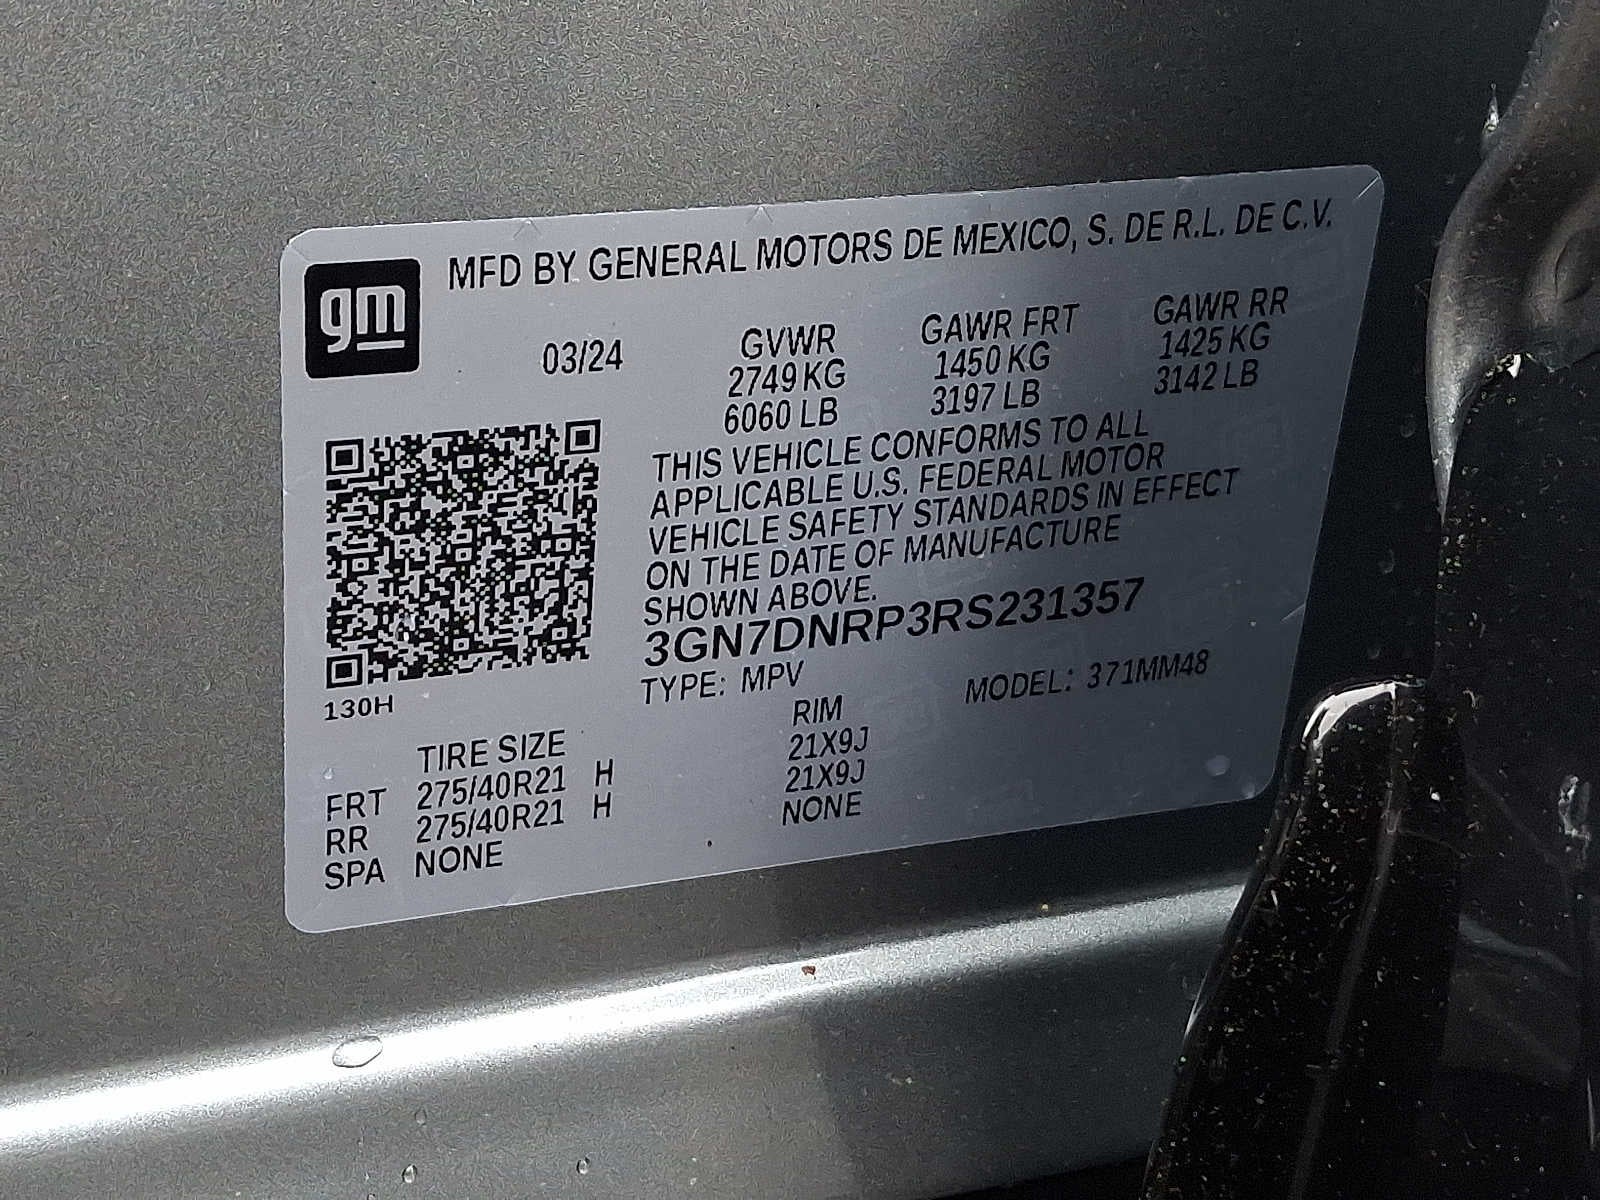 gm
MFD BY GENERAL MOTORS DE MEXICO, S. DE R.L. DE C.V.
03/24
GVWR GAWR FRT GAWR RR
2749 KG 1450 KG 1425 KG
6060 LB 3197 LB 3142 LB
THIS VEHICLE CONFORMS TO ALL
APPLICABLE U.S. FEDERAL MOTOR
VEHICLE SAFETY STANDARDS IN EFFECT
ON THE DATE OF MANUFACTURE
SHOWN ABOVE.
3GN7DNRP3RS231357
TYPE: MPV MODEL: 371MM48
130H
TIRE SIZE RIM
FRT 275/40R21 H 21X9J
RR 275/40R21 H 21X9J
SPA NONE NONE